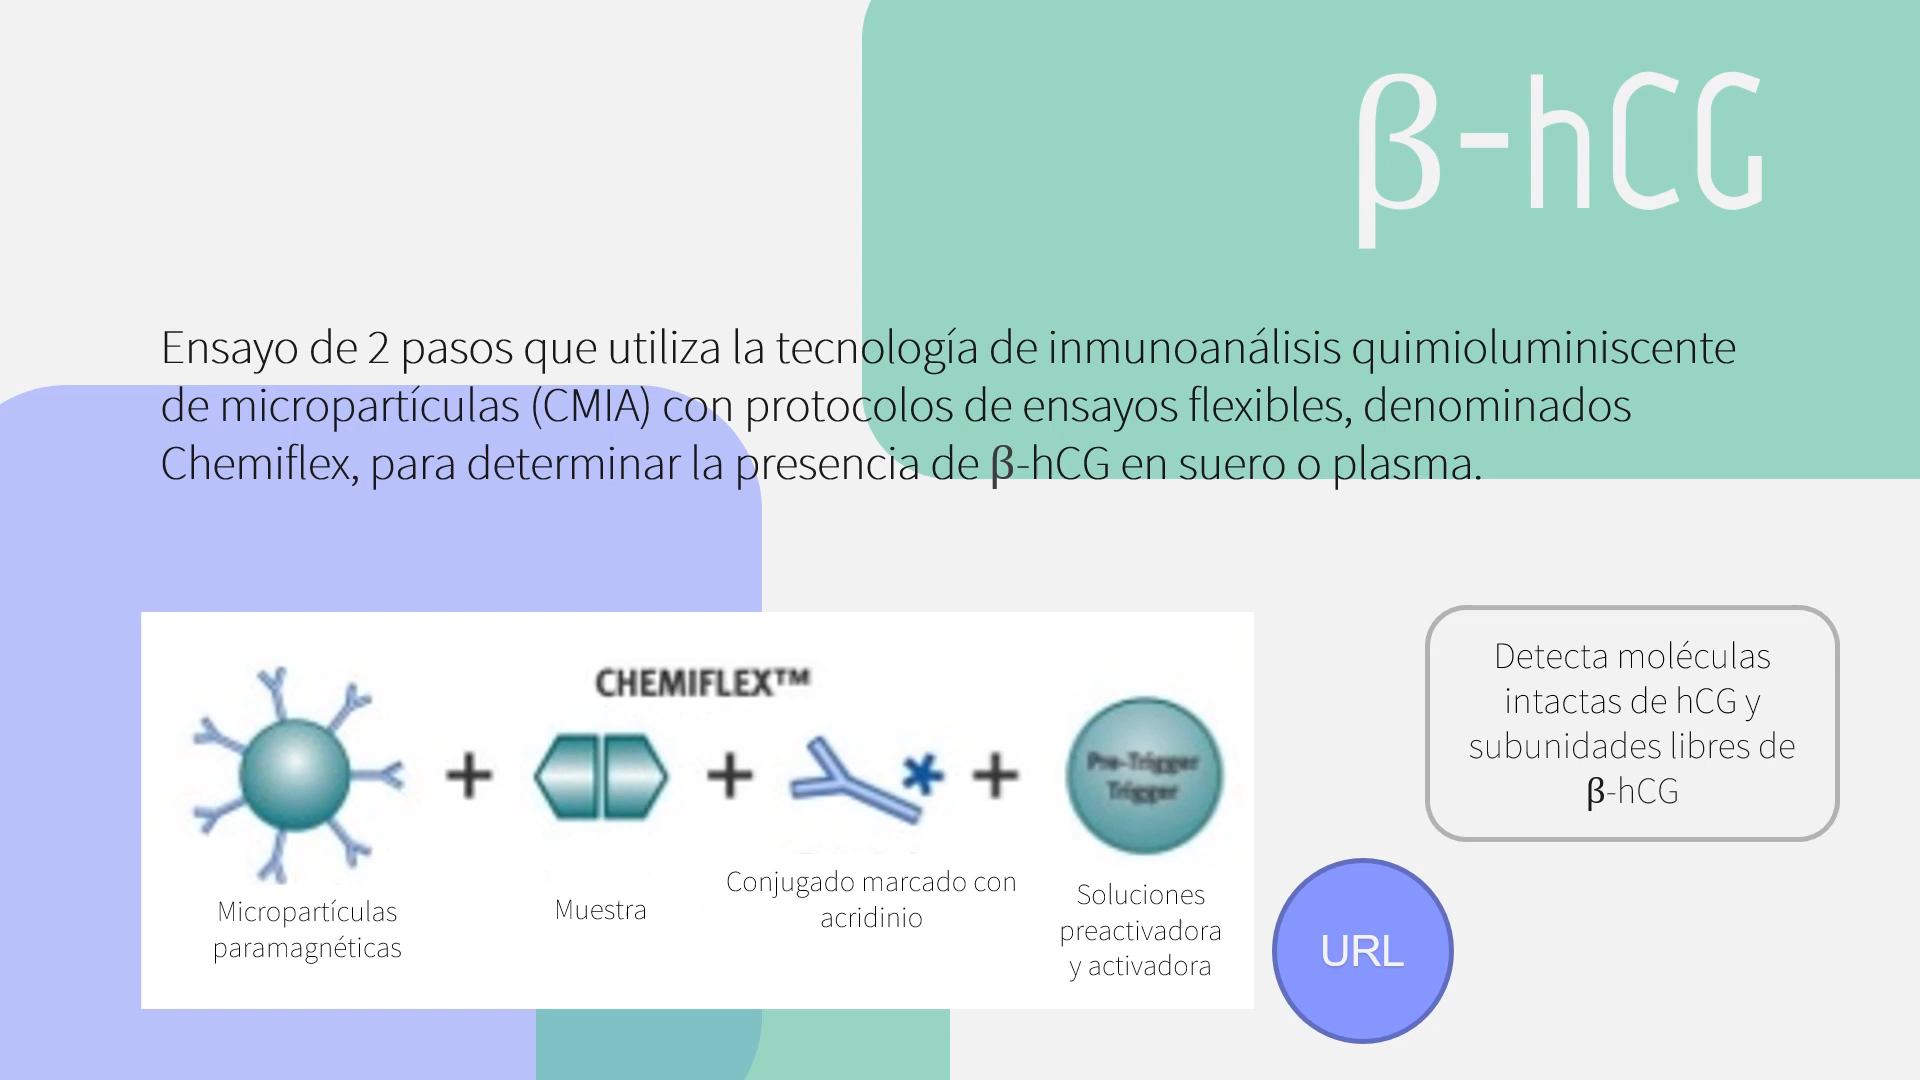 β-hCG
Ensayo de 2 pasos que utiliza la tecnología de inmunoanálisis quimioluminiscente
de micropartículas (CMIA) con protocolos de ensayos flexibles, denominados
Chemiflex, para determinar la presencia de β-hCG en suero o plasma.
CHEMIFLEX™
Pre-Trigger
Trigger
Micropartículas
paramagnéticas
Muestra
Conjugado marcado con
acridinio
Soluciones
preactivadora
y activadora
Detecta moléculas
intactas de hCG y
subunidades libres de
β-hCG
URL